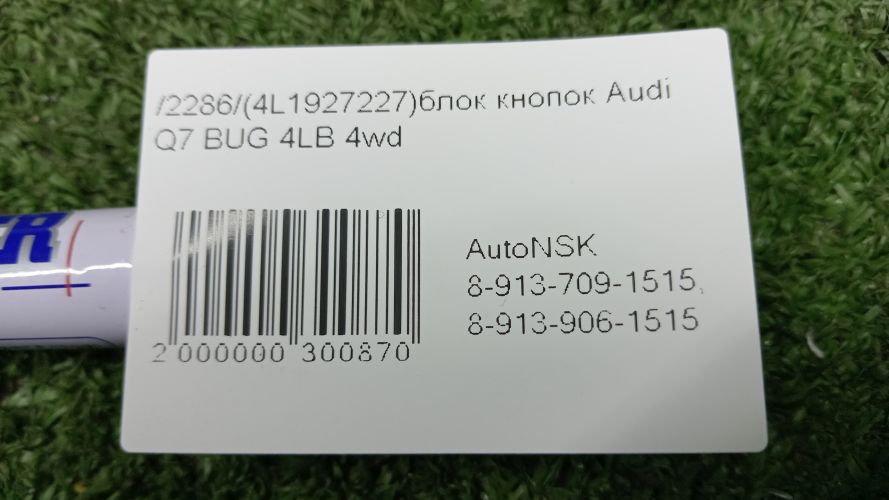 /2286/(4L1927227)блок кнопок Audi
Q7 BUG 4LB 4wd
AutoNSK
8-913-709-1515,
8-913-906-1515
2 000000 300870
ER